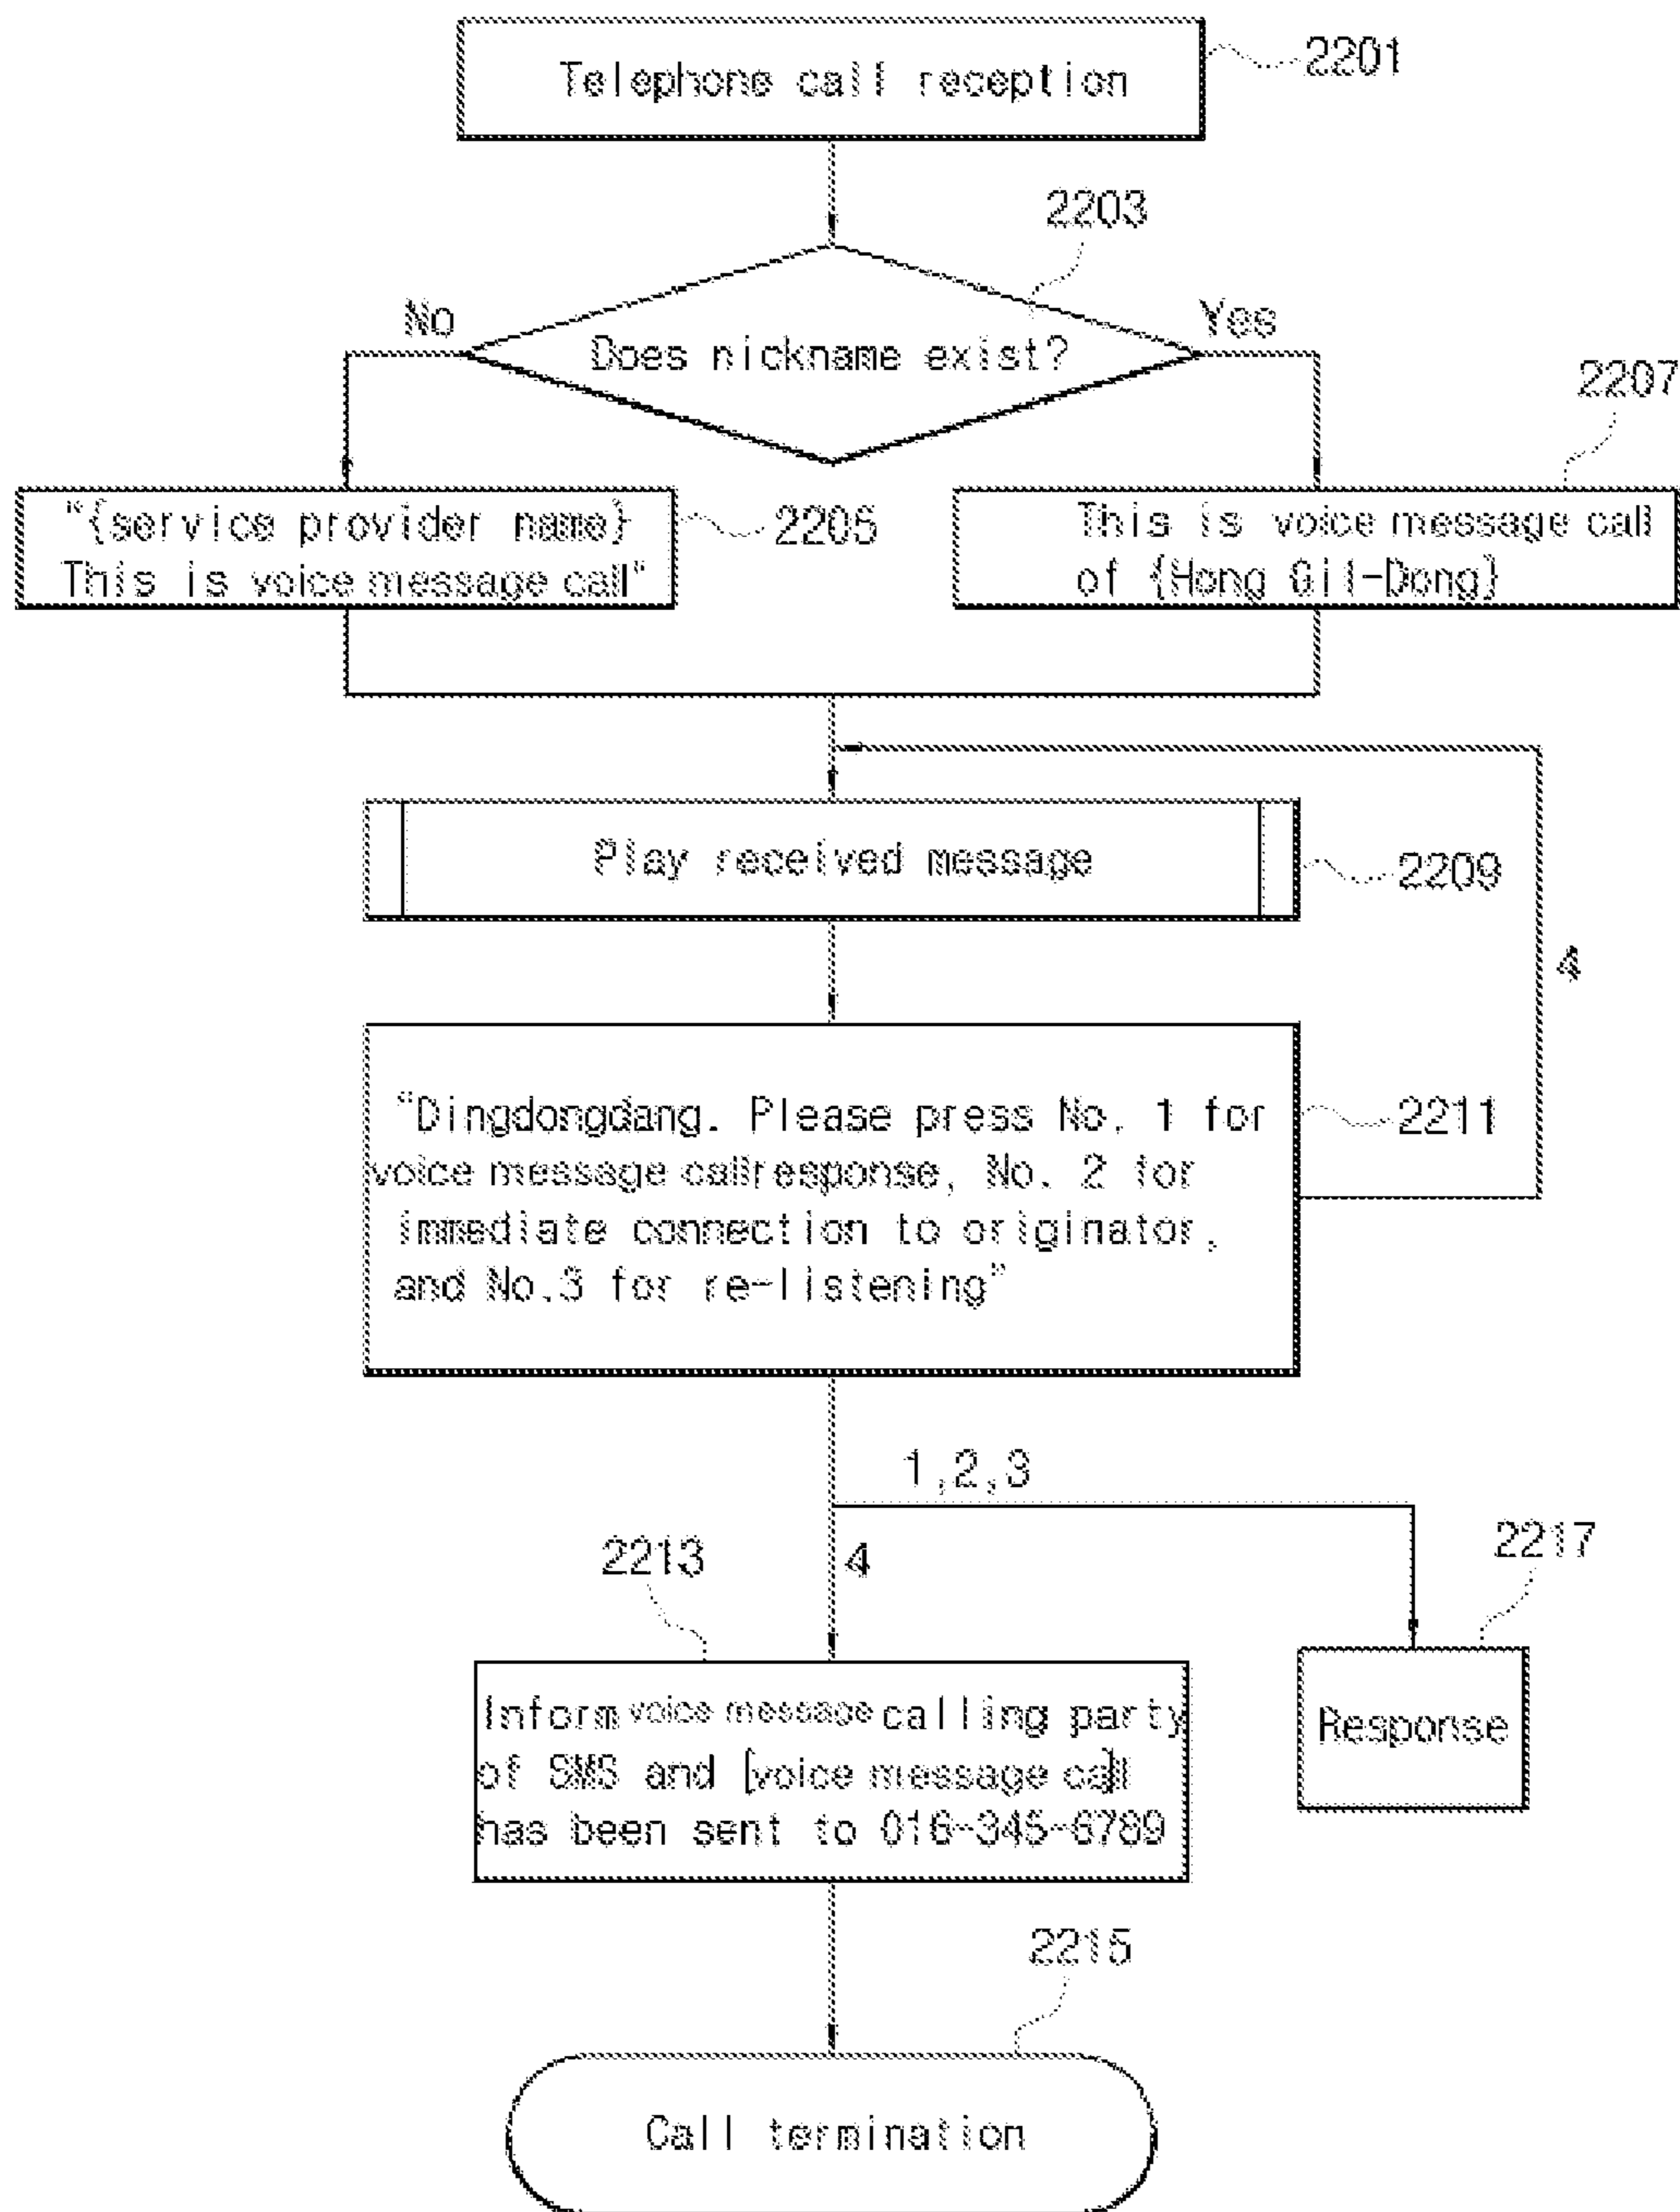 Telephone call reception
2201
2203
No
Yes
Does nickname exist?
2207
"{service provider name}
This is voice message call"
2205
This is voice message call
of {Hong Gil-Dong}
Play received message
2209
4
"Dingdongdang. Please press No. 1 for
voice message callresponse, No. 2 for
immediate connection to originator,
and No.3 for re-listening"
2211
1,2,3
2213
4
2217
Inform voice message calling party
of SMS and [voice message call]
has been sent to 016-345-6789
Response
2215
Call termination